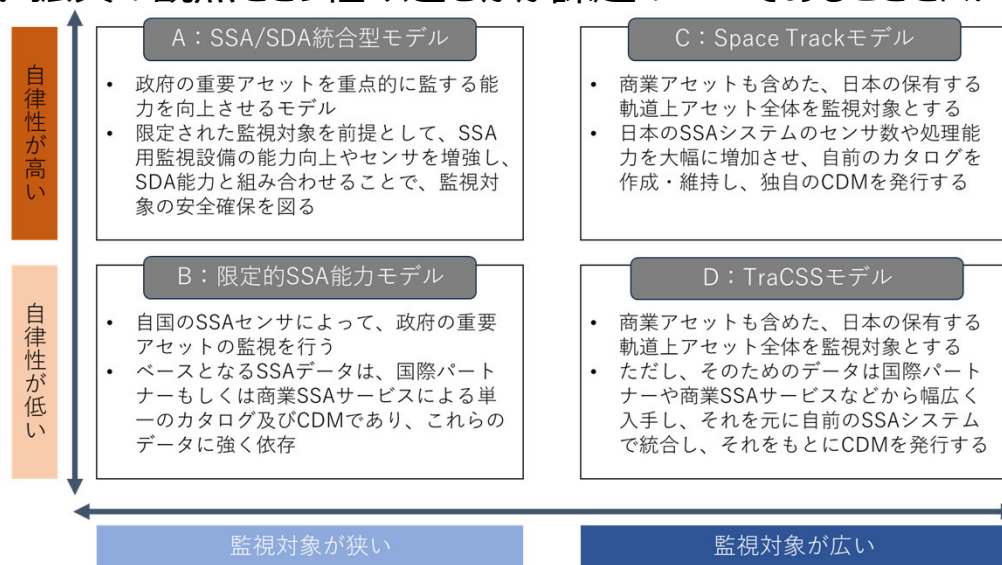 A：SSA/SDA統合型モデル
• 政府の重要アセットを重点的に監する能
力を向上させるモデル
• 限定された監視対象を前提として、SSA
用監視設備の能力向上やセンサを増強し、
SDA能力と組み合わせることで、監視対
象の安全確保を図る
C：Space Trackモデル
• 商業アセットも含めた、日本の保有する
軌道上アセット全体を監視対象とする
• 日本のSSAシステムのセンサ数や処理能
力を大幅に増加させ、自前のカタログを
作成・維持し、独自のCDMを発行する
自律性が高い
B：限定的SSA能力モデル
• 自国のSSAセンサによって、政府の重要
アセットの監視を行う
• ベースとなるSSAデータは、国際パート
ナーもしくは商業SSAサービスによる単
一のカタログ及びCDMであり、これらの
データに強く依存
D：TraCSSモデル
• 商業アセットも含めた、日本の保有する
軌道上アセット全体を監視対象とする
• ただし、そのためのデータは国際パート
ナーや商業SSAサービスなどから幅広く
入手し、それを元に自前のSSAシステム
で統合し、それをもとにCDMを発行する
自律性が低い
監視対象が狭い
監視対象が広い